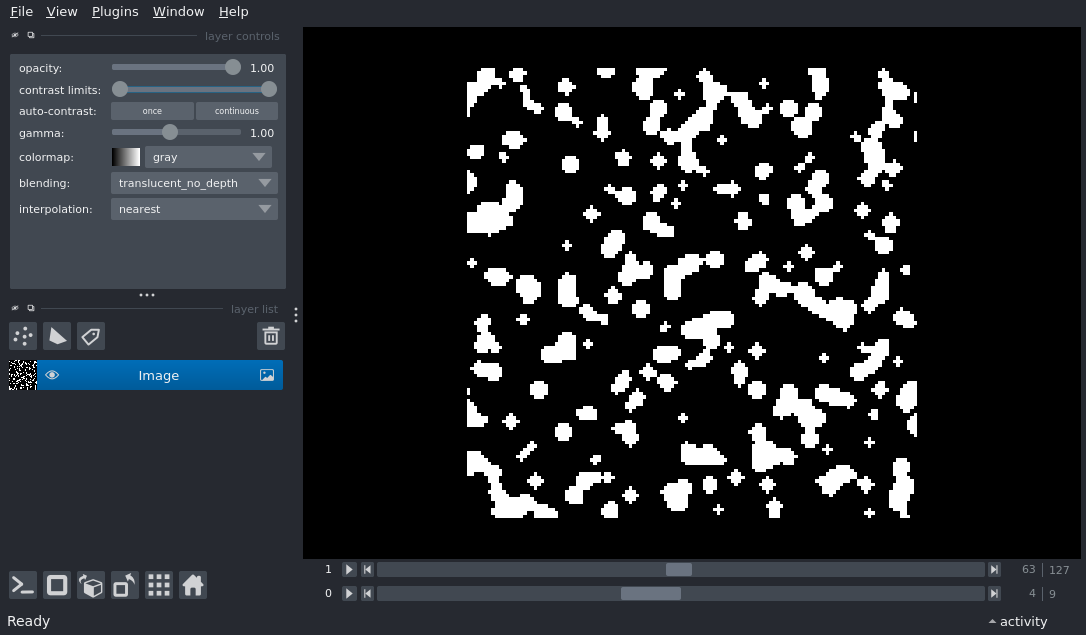 File View Plugins Window Help
layer controls
opacity: 1.00
contrast limits:
auto-contrast: once continuous
gamma: 1.00
colormap: gray
blending: translucent_no_depth
interpolation: nearest
layer list
Image
1 63 127
0 4 9
Ready activity